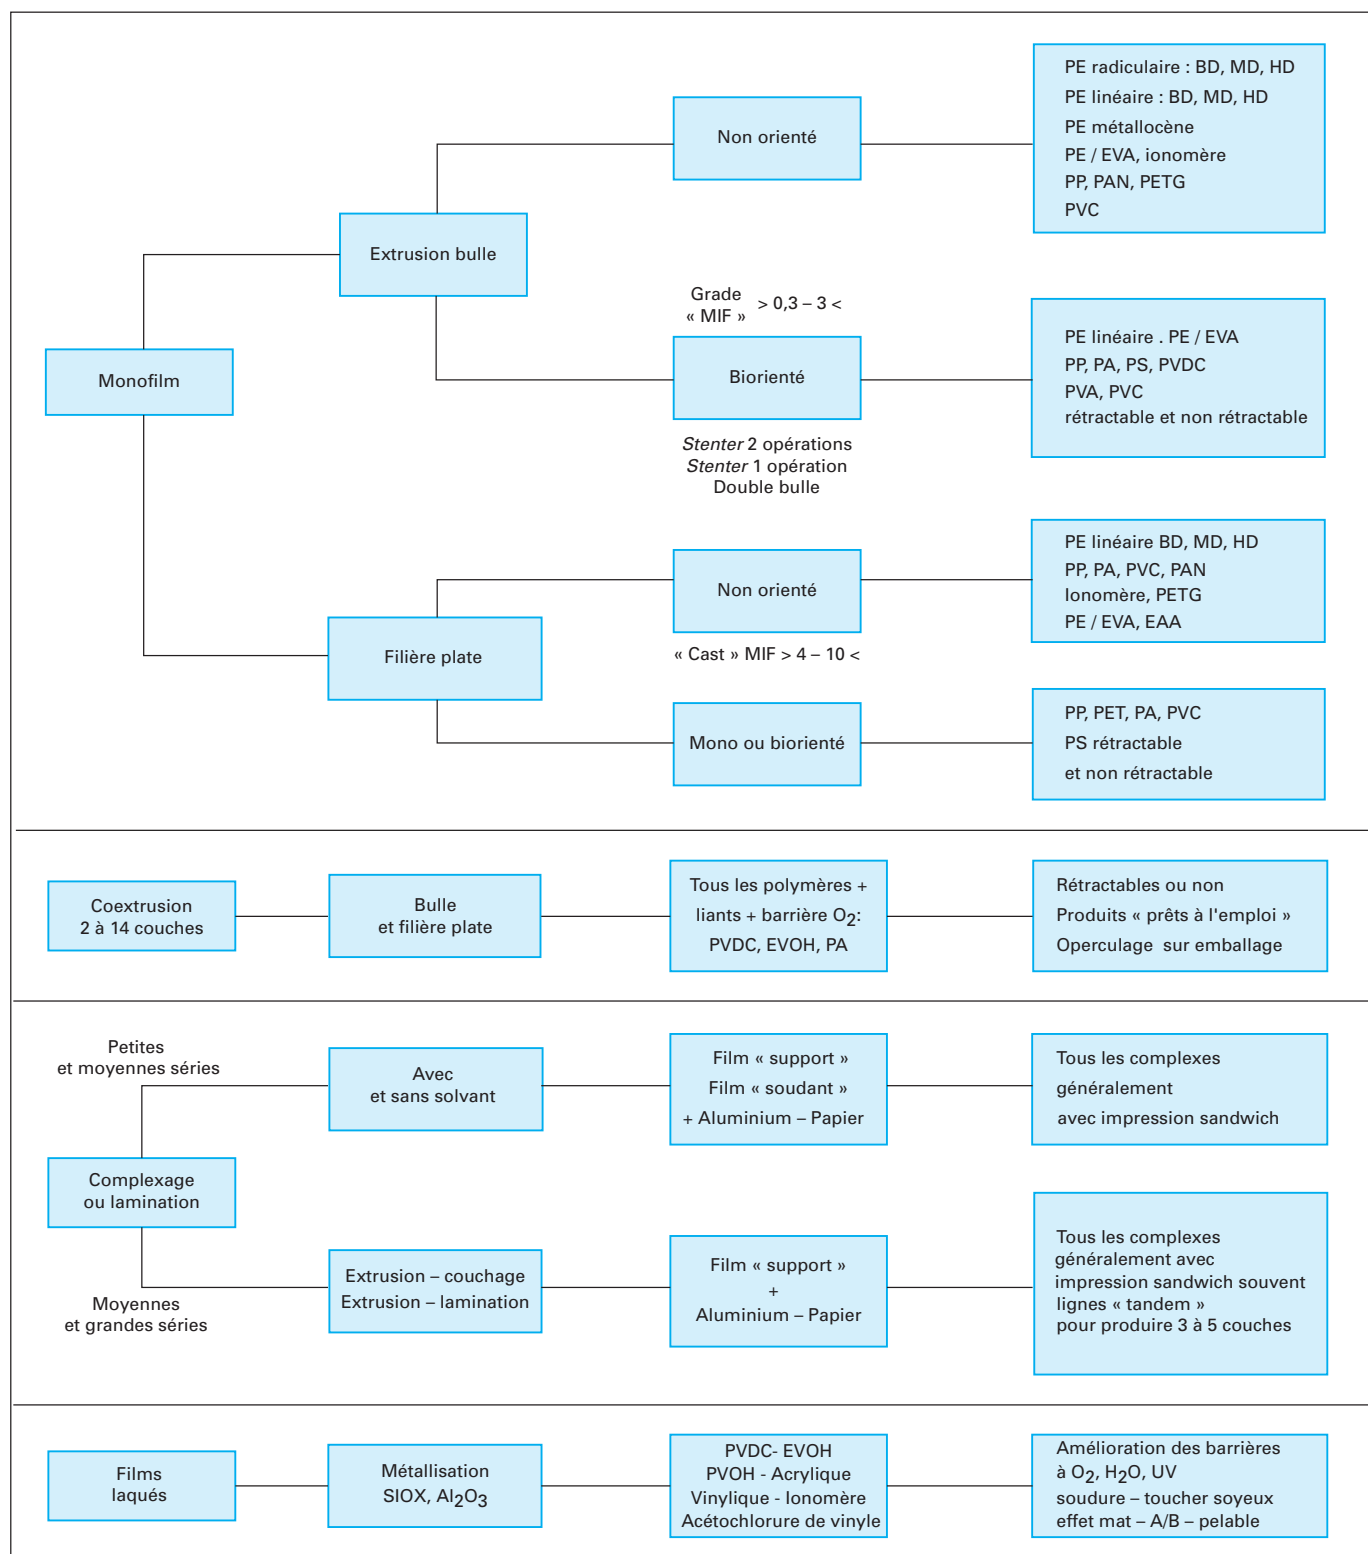 Monofilm
Extrusion bulle
Non orienté
PE radiculaire : BD, MD, HD
PE linéaire : BD, MD, HD
PE métallocène
PE / EVA, ionomère
PP, PAN, PETG
PVC
Grade
« MIF »
> 0,3 – 3 <
Biorienté
Stenter 2 opérations
Stenter 1 opération
Double bulle
PE linéaire . PE / EVA
PP, PA, PS, PVDC
PVA, PVC
rétractable et non rétractable
Filière plate
Non orienté
« Cast » MIF > 4 – 10 <
PE linéaire BD, MD, HD
PP, PA, PVC, PAN
Ionomère, PETG
PE / EVA, EAA
Mono ou biorienté
PP, PET, PA, PVC
PS rétractable
et non rétractable
Coextrusion
2 à 14 couches
Bulle
et filière plate
Tous les polymères +
liants + barrière O2:
PVDC, EVOH, PA
Rétractables ou non
Produits « prêts à l'emploi »
Operculage sur emballage
Petites
et moyennes séries
Avec
et sans solvant
Film « support »
Film « soudant »
+ Aluminium – Papier
Tous les complexes
généralement
avec impression sandwich
Complexage
ou lamination
Moyennes
et grandes séries
Extrusion – couchage
Extrusion – lamination
Film « support »
+
Aluminium – Papier
Tous les complexes
généralement avec
impression sandwich souvent
lignes « tandem »
pour produire 3 à 5 couches
Films
laqués
Métallisation
SIOX, Al2O3
PVDC- EVOH
PVOH - Acrylique
Vinylique - Ionomère
Acétochlorure de vinyle
Amélioration des barrières
à O2, H2O, UV
soudure – toucher soyeux
effet mat – A/B – pelable